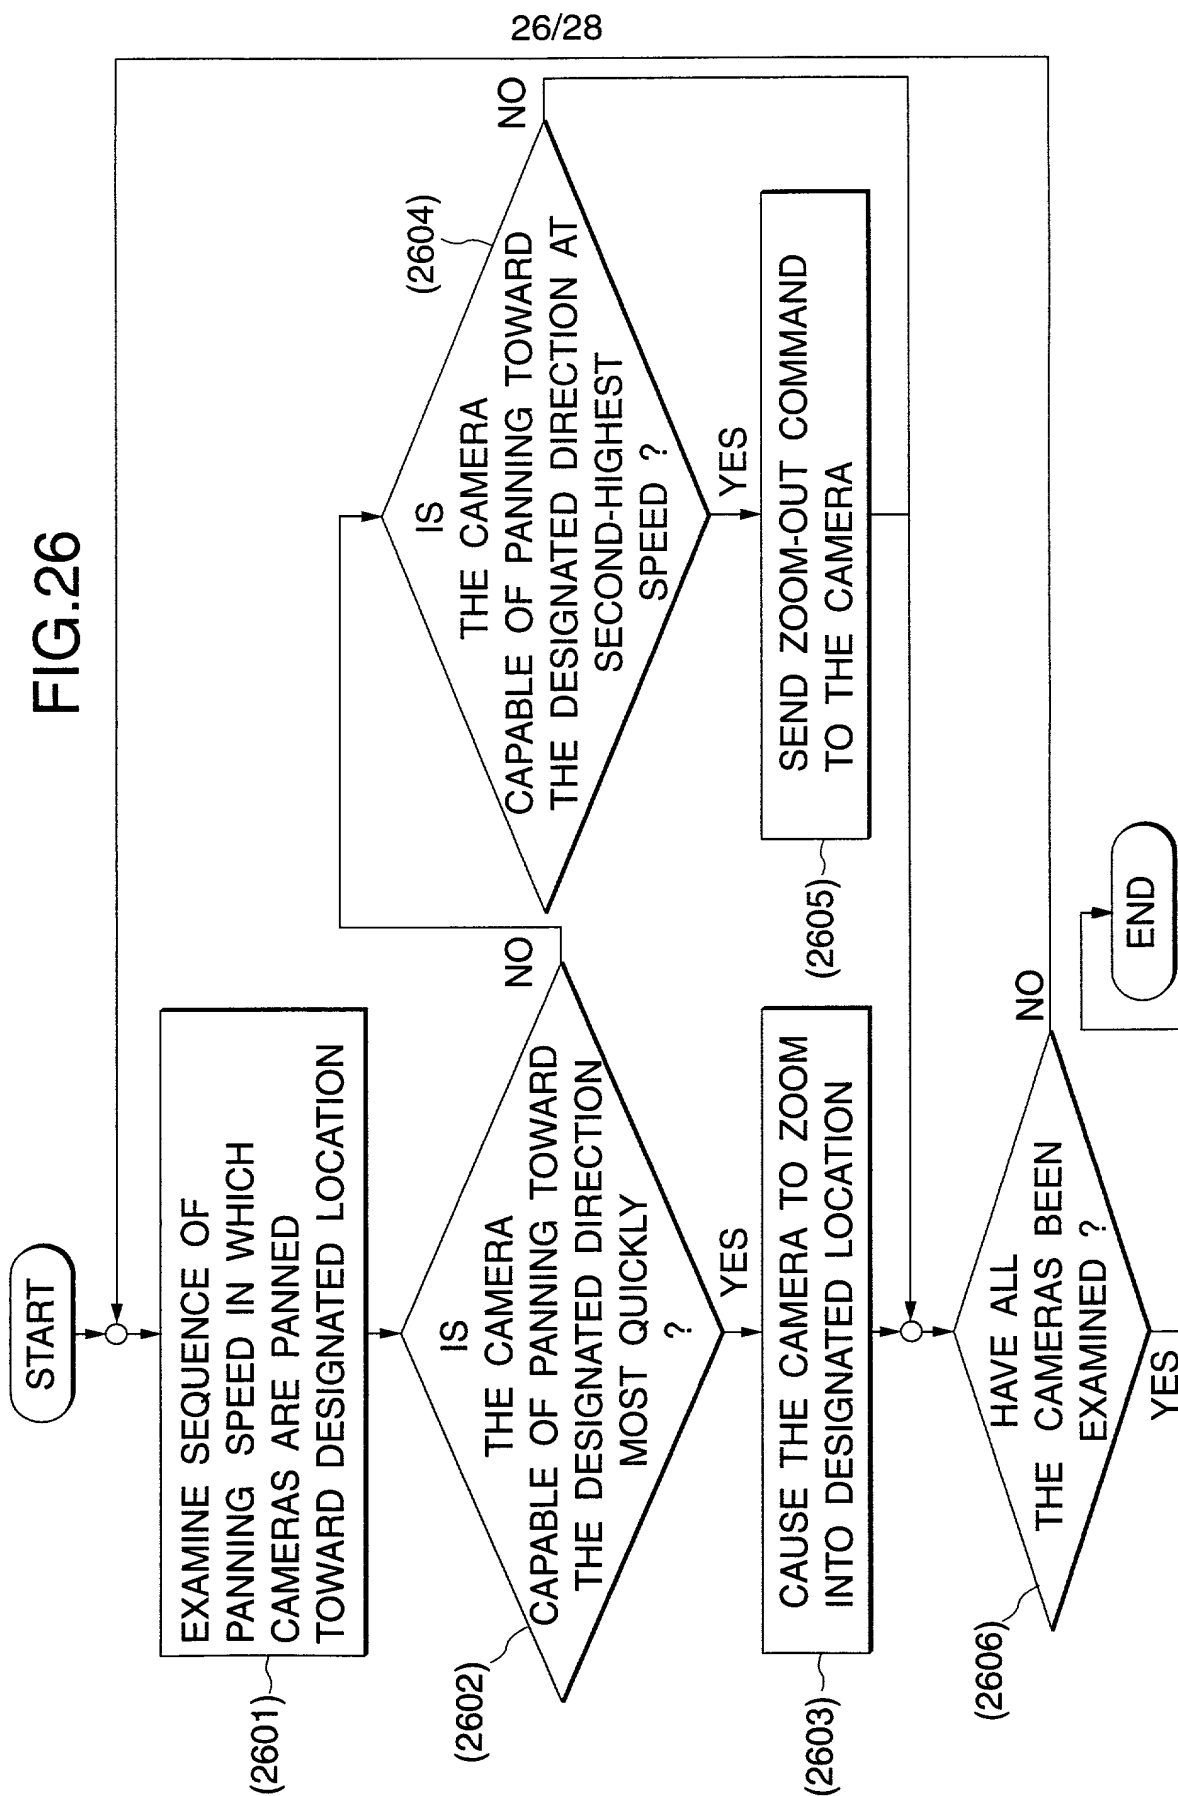 26/28
FIG.26
START
EXAMINE SEQUENCE OF
PANNING SPEED IN WHICH
CAMERAS ARE PANNED
TOWARD DESIGNATED LOCATION
(2601)
IS
THE CAMERA
CAPABLE OF PANNING TOWARD
THE DESIGNATED DIRECTION
MOST QUICKLY
?
(2602)
NO
YES
CAUSE THE CAMERA TO ZOOM
INTO DESIGNATED LOCATION
(2603)
IS
THE CAMERA
CAPABLE OF PANNING TOWARD
THE DESIGNATED DIRECTION AT
SECOND-HIGHEST
SPEED ?
(2604)
NO
YES
SEND ZOOM-OUT COMMAND
TO THE CAMERA
(2605)
HAVE ALL
THE CAMERAS BEEN
EXAMINED ?
(2606)
NO
YES
END